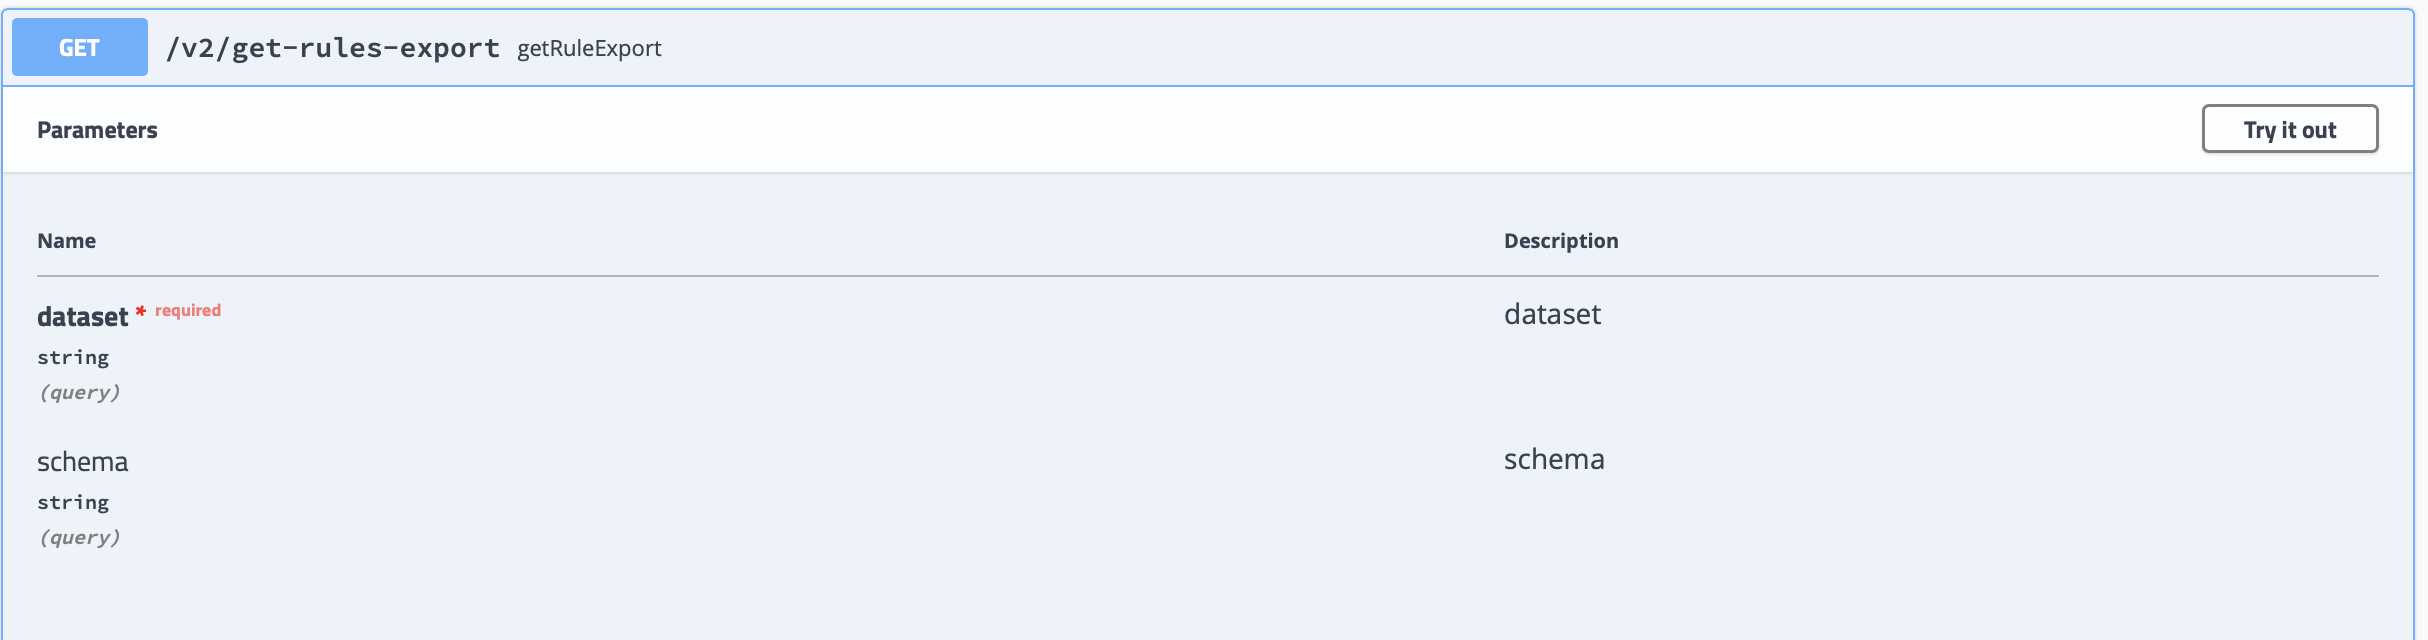 GET /v2/get-rules-export getRuleExport
Parameters Try it out
Name Description
dataset * required dataset
string
(query)
schema schema
string
(query)